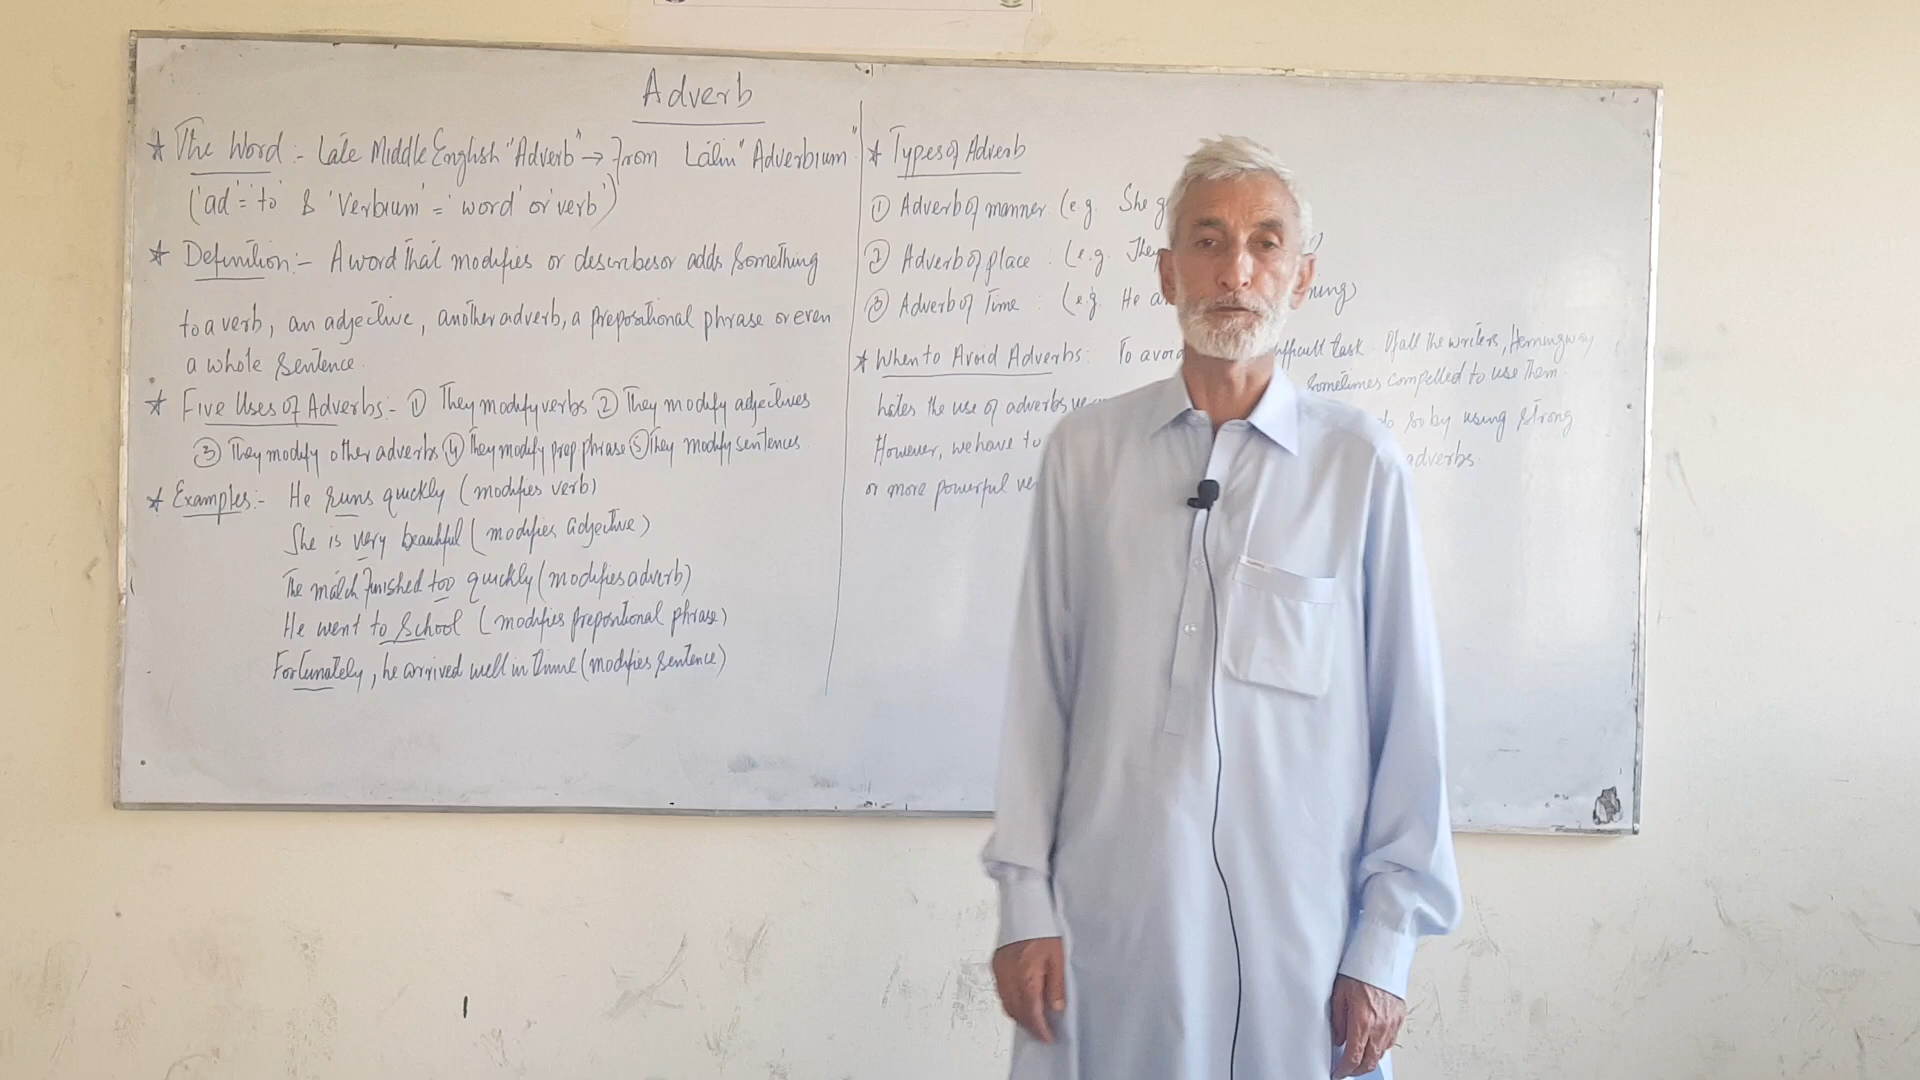 Adverb
* The Word :- Late Middle English "Adverb" → From Latin "Adverbium"
('ad' = 'to' & 'Verbium' = 'word' or 'verb')
* Definition :- A word that modifies or describes or adds something
to a verb, an adjective, another adverb, a prepositional phrase or even
a whole sentence.
* Five Uses of Adverbs :- ① They modify verbs ② They modify adjectives
③ They modify other adverbs ④ They modify prep phrase ⑤ They modify sentences.
* Examples :- He runs quickly (modifies verb)
She is very beautiful (modifies adjective)
The match finished too quickly (modifies adverb)
He went to School (modifies prepositional phrase)
Fortunately, he arrived well in time (modifies sentence)
* Types of Adverb
① Adverb of manner (e.g. She
② Adverb of place : (e.g. They
③ Adverb of Time : (e.g. He
* When to Avoid Adverbs : To avoid task. Of all the writers, Hemingway
hates the use of adverbs Sometimes compelled to use them.
However, we have to do so by using strong
or more powerful adverbs.